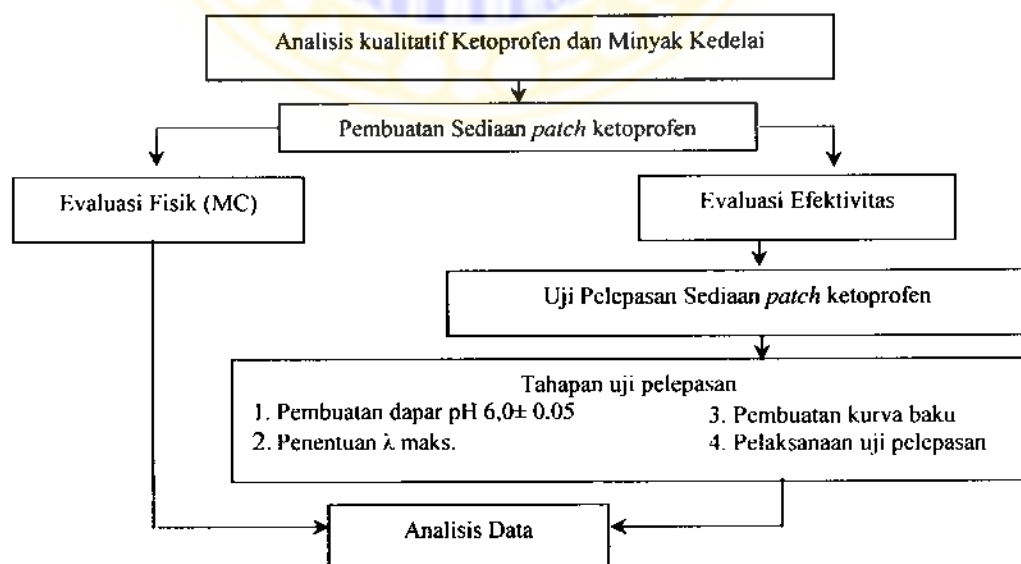 Analisis kualitatif Ketoprofen dan Minyak Kedelai
Pembuatan Sediaan patch ketoprofen
Evaluasi Fisik (MC)
Evaluasi Efektivitas
Uji Pelepasan Sediaan patch ketoprofen
Tahapan uji pelepasan
1. Pembuatan dapar pH 6,0± 0.05
2. Penentuan λ maks.
3. Pembuatan kurva baku
4. Pelaksanaan uji pelepasan
Analisis Data